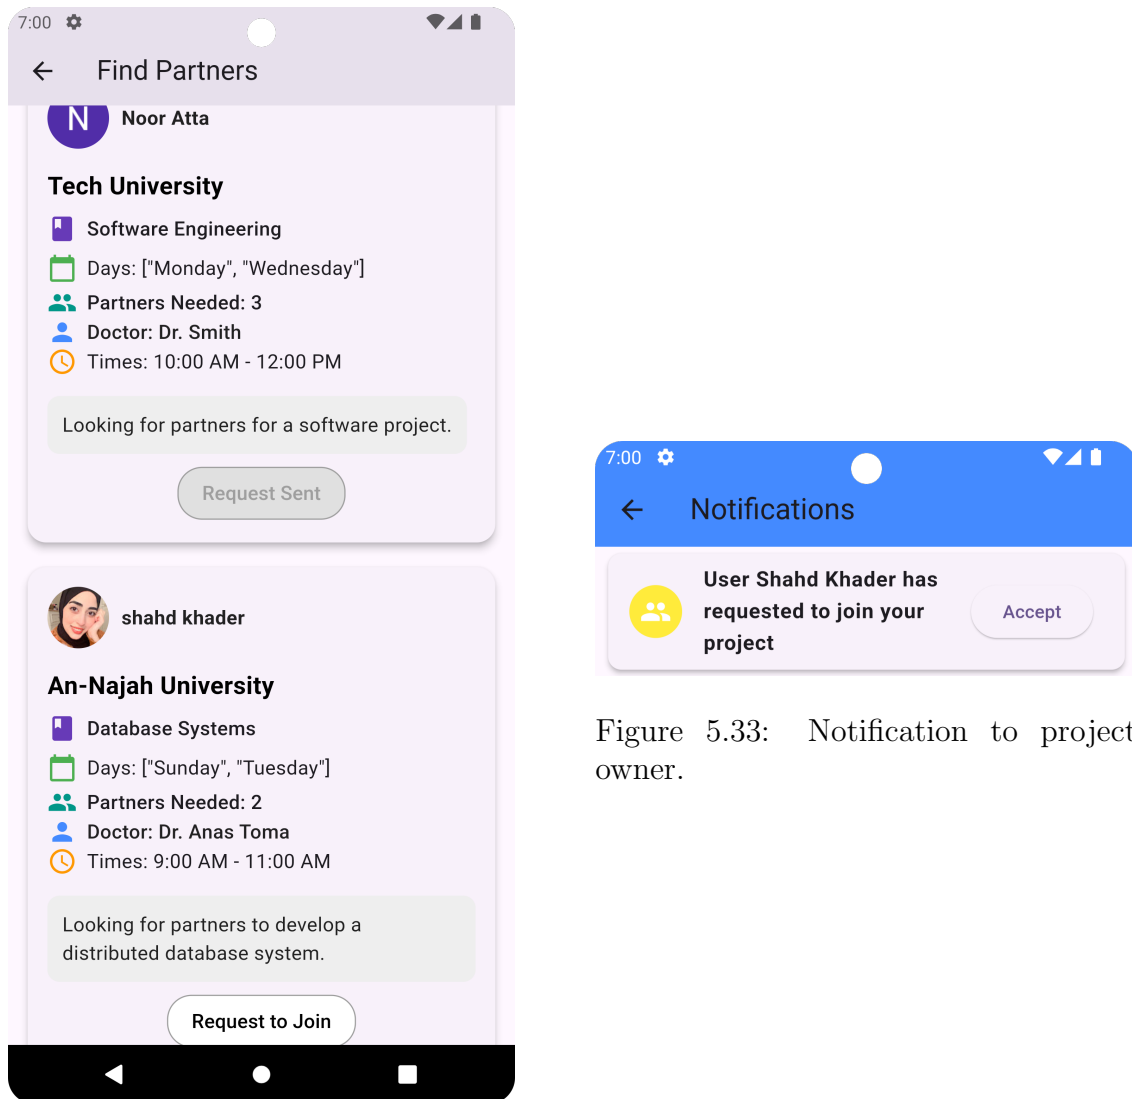 7:00
Find Partners
N
Noor Atta
Tech University
Software Engineering
Days: ["Monday", "Wednesday"]
Partners Needed: 3
Doctor: Dr. Smith
Times: 10:00 AM - 12:00 PM
Looking for partners for a software project.
Request Sent
shahd khader
An-Najah University
Database Systems
Days: ["Sunday", "Tuesday"]
Partners Needed: 2
Doctor: Dr. Anas Toma
Times: 9:00 AM - 11:00 AM
Looking for partners to develop a
distributed database system.
Request to Join
7:00
Notifications
User Shahd Khader has
requested to join your
project
Accept
Figure 5.33: Notification to project
owner.